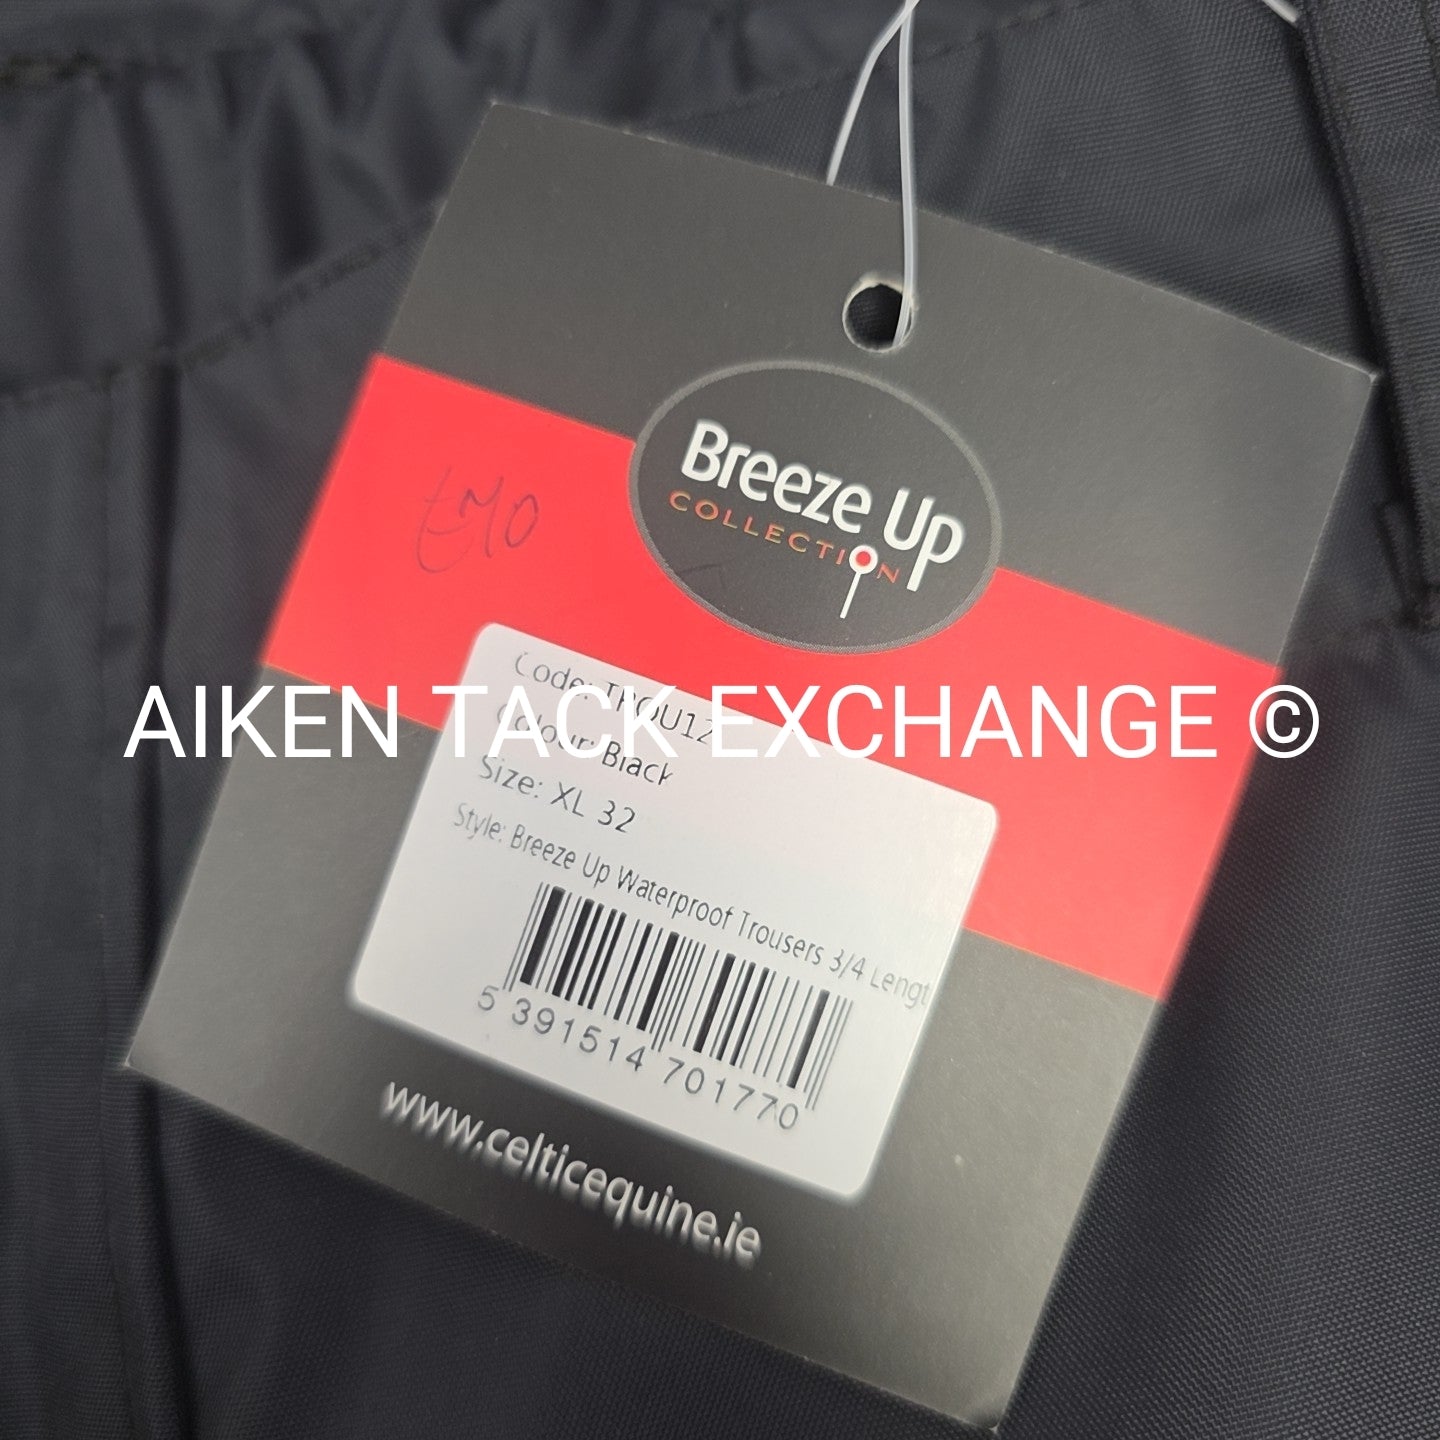 Breeze Up
COLLECTION
€70
Code: TROU12
AIKEN TACK EXCHANGE ©
Colour: Black
Size: XL 32
Style: Breeze Up Waterproof Trousers 3/4 Lengt
5 391514 701770
www.celticequine.ie